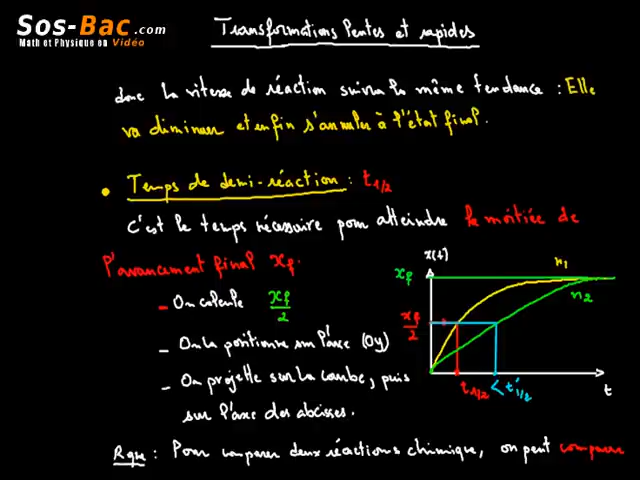 Sos-Bac.com
Math et Physique en Vidéo
Transformations lentes et rapides
donc la vitesse de réaction suivra la même tendance : Elle
va diminuer et enfin s'annuler à l'état final.
• Temps de demi-réaction : t1/2
C'est le temps nécessaire pour atteindre la moitiée de
l'avancement final xf.
- On calcule xf/2
- On la positionne sur l'axe (Oy)
- On projette sur la courbe, puis
sur l'axe des abcisses.
x(t)
xf
n1
n2
xf/2
t1/2 < t'1/2
t
Rque : Pour comparer deux réactions chimique, on peut comparer